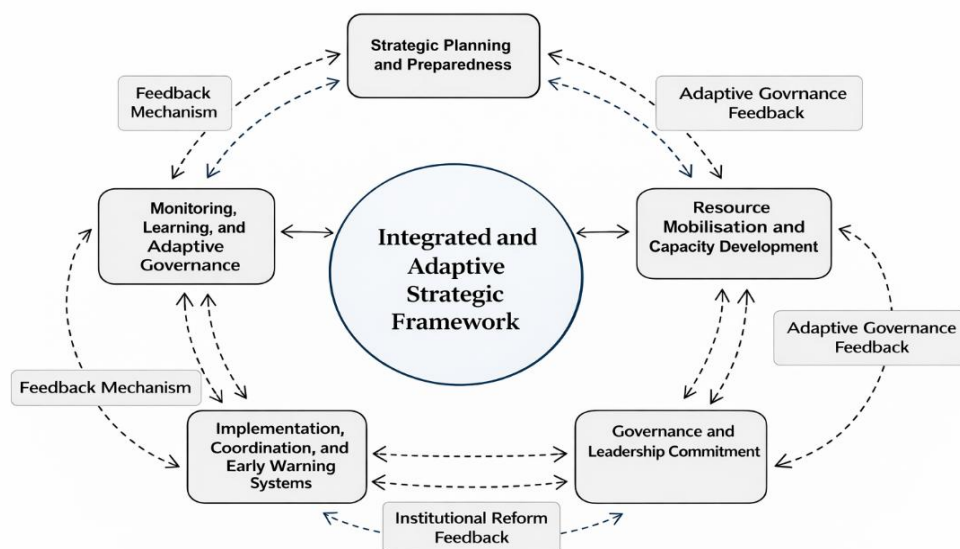 Strategic Planning
and Preparedness
Feedback
Mechanism
Adaptive Govrnance
Feedback
Monitoring,
Learning, and
Adaptive
Governance
Integrated and
Adaptive
Strategic
Framework
Resource
Mobilisation and
Capacity Development
Adaptive Governance
Feedback
Feedback Mechanism
Implementation,
Coordination, and
Early Warning
Systems
Governance and
Leadership Commitment
Institutional Reform
Feedback